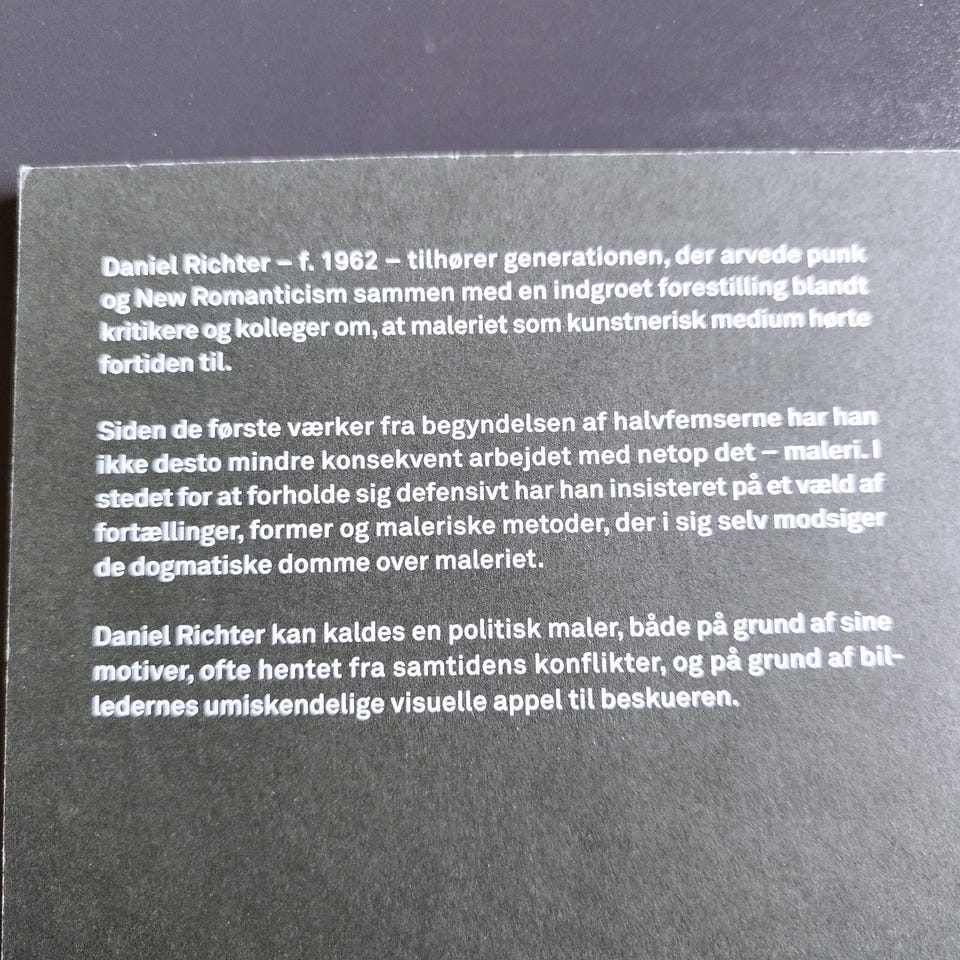 Daniel Richter – f. 1962 – tilhører generationen, der arvede punk
og New Romanticism sammen med en indgroet forestilling blandt
kritikere og kolleger om, at maleriet som kunstnerisk medium hørte
fortiden til.
Siden de første værker fra begyndelsen af halvfemserne har han
ikke desto mindre konsekvent arbejdet med netop det – maleri. I
stedet for at forholde sig defensivt har han insisteret på et væld af
fortællinger, former og maleriske metoder, der i sig selv modsiger
de dogmatiske domme over maleriet.
Daniel Richter kan kaldes en politisk maler, både på grund af sine
motiver, ofte hentet fra samtidens konflikter, og på grund af bil-
ledernes umiskendelige visuelle appel til beskueren.